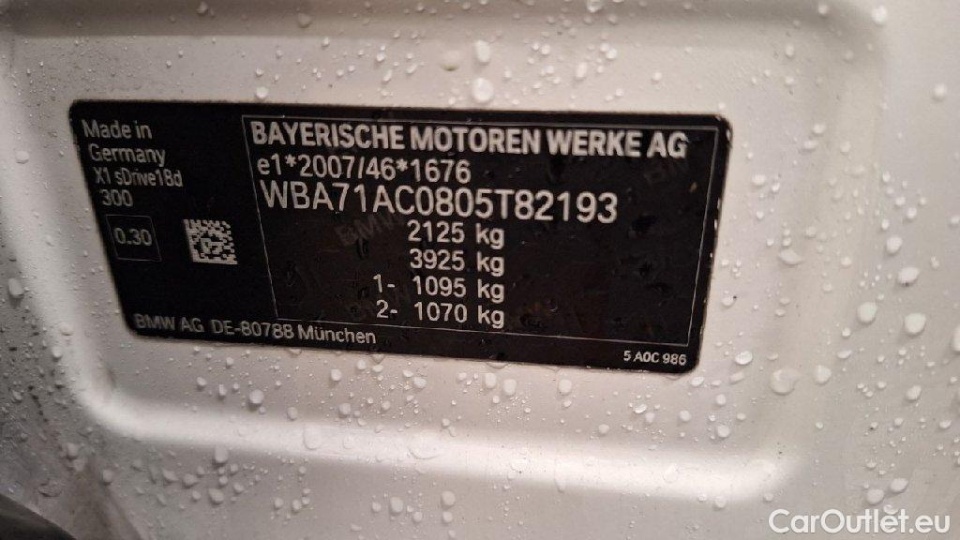 Made in
Germany
X1 sDrive18d
300
0.30
BAYERISCHE MOTOREN WERKE AG
e1*2007/46*1676
WBA71AC0805T82193
2125 kg
3925 kg
1- 1095 kg
2- 1070 kg
BMW AG DE-80788 München
5 A0C 986
CarOutlet.eu